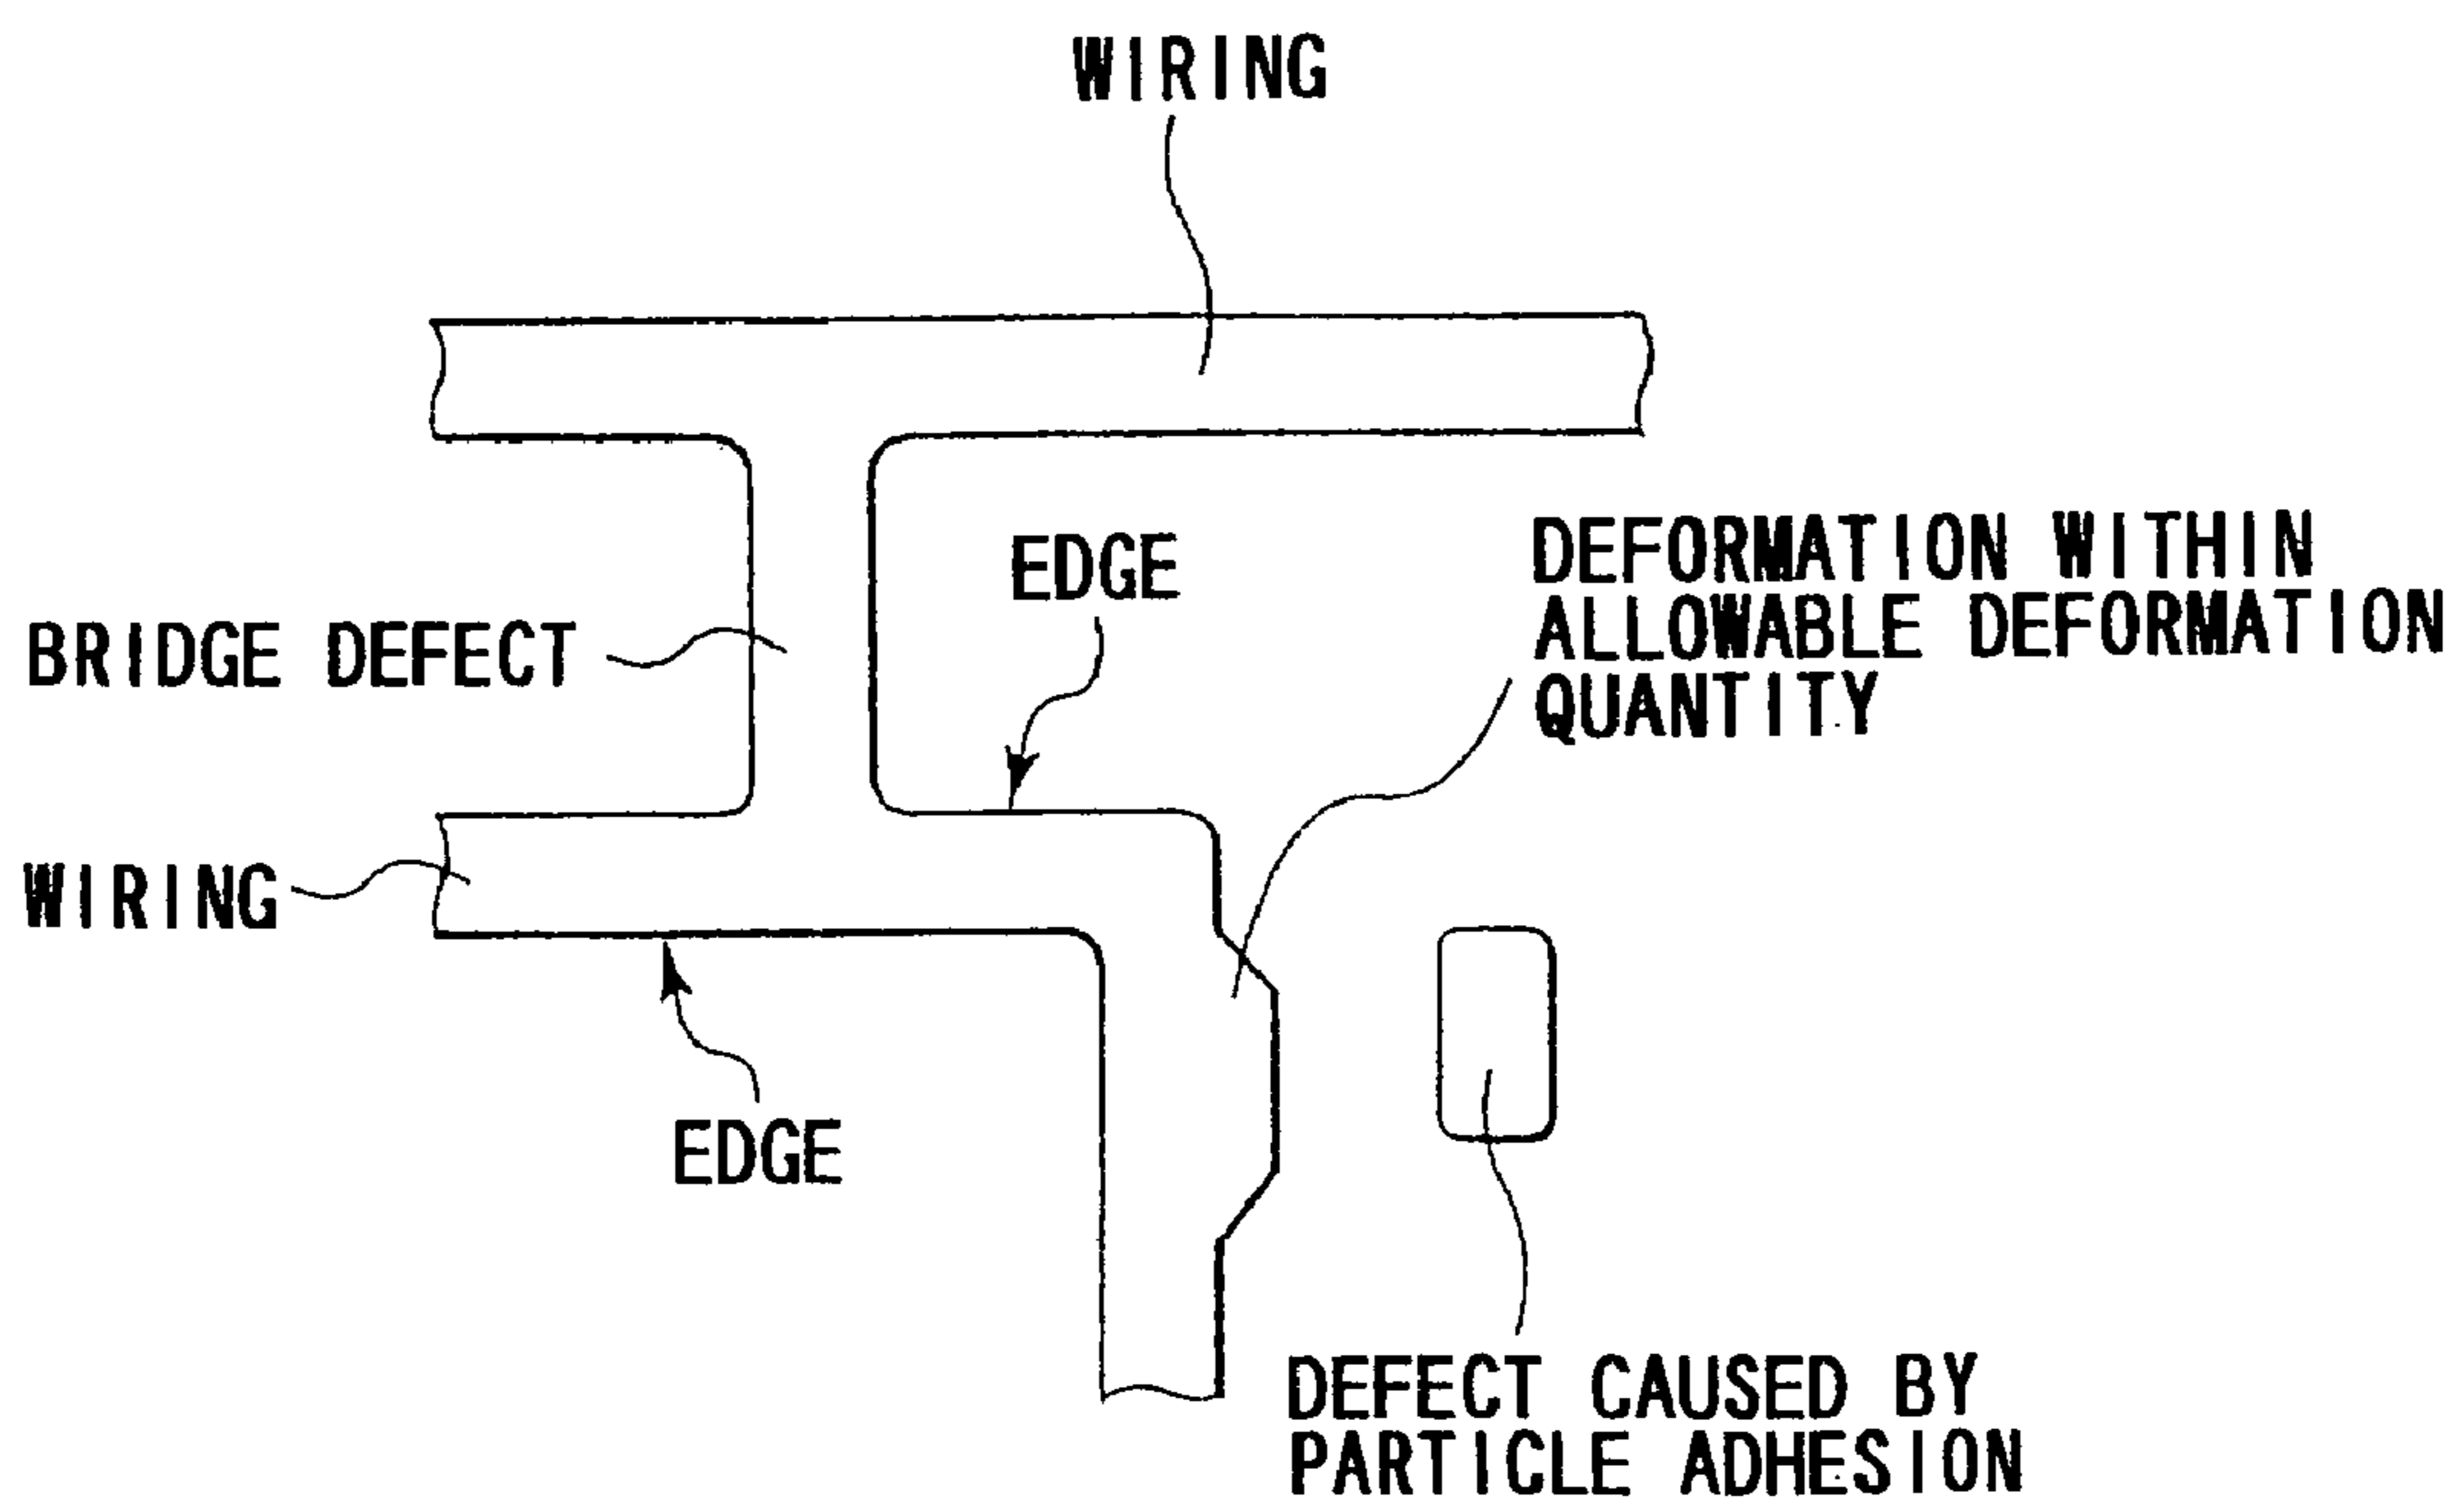 WIRING
EDGE
DEFORMATION WITHIN
ALLOWABLE DEFORMATION
QUANTITY
BRIDGE DEFECT
WIRING
EDGE
DEFECT CAUSED BY
PARTICLE ADHESION